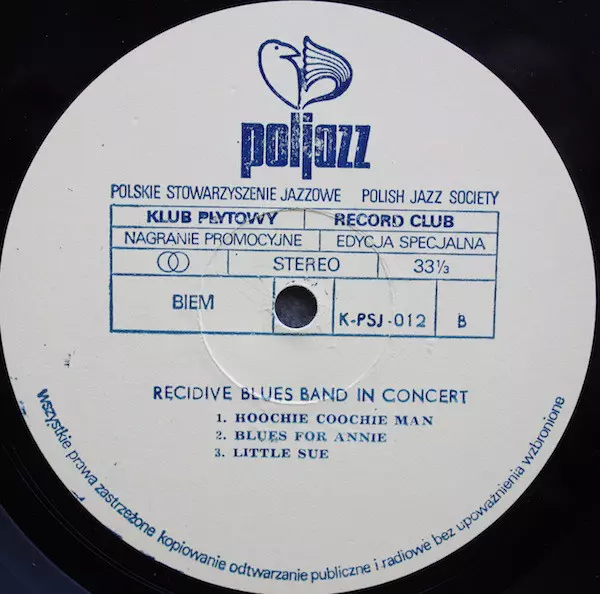 poljazz
POLSKIE STOWARZYSZENIE JAZZOWE POLISH JAZZ SOCIETY
KLUB PŁYTOWY RECORD CLUB
NAGRANIE PROMOCYJNE EDYCJA SPECJALNA
STEREO 33 1/3
BIEM K-PSJ-012 B
RECIDIVE BLUES BAND IN CONCERT
1. HOOCHIE COOCHIE MAN
2. BLUES FOR ANNIE
3. LITTLE SUE
Wszystkie prawa zastrzeżone kopiowanie odtwarzanie publiczne i radiowe bez upoważnienia wzbronione